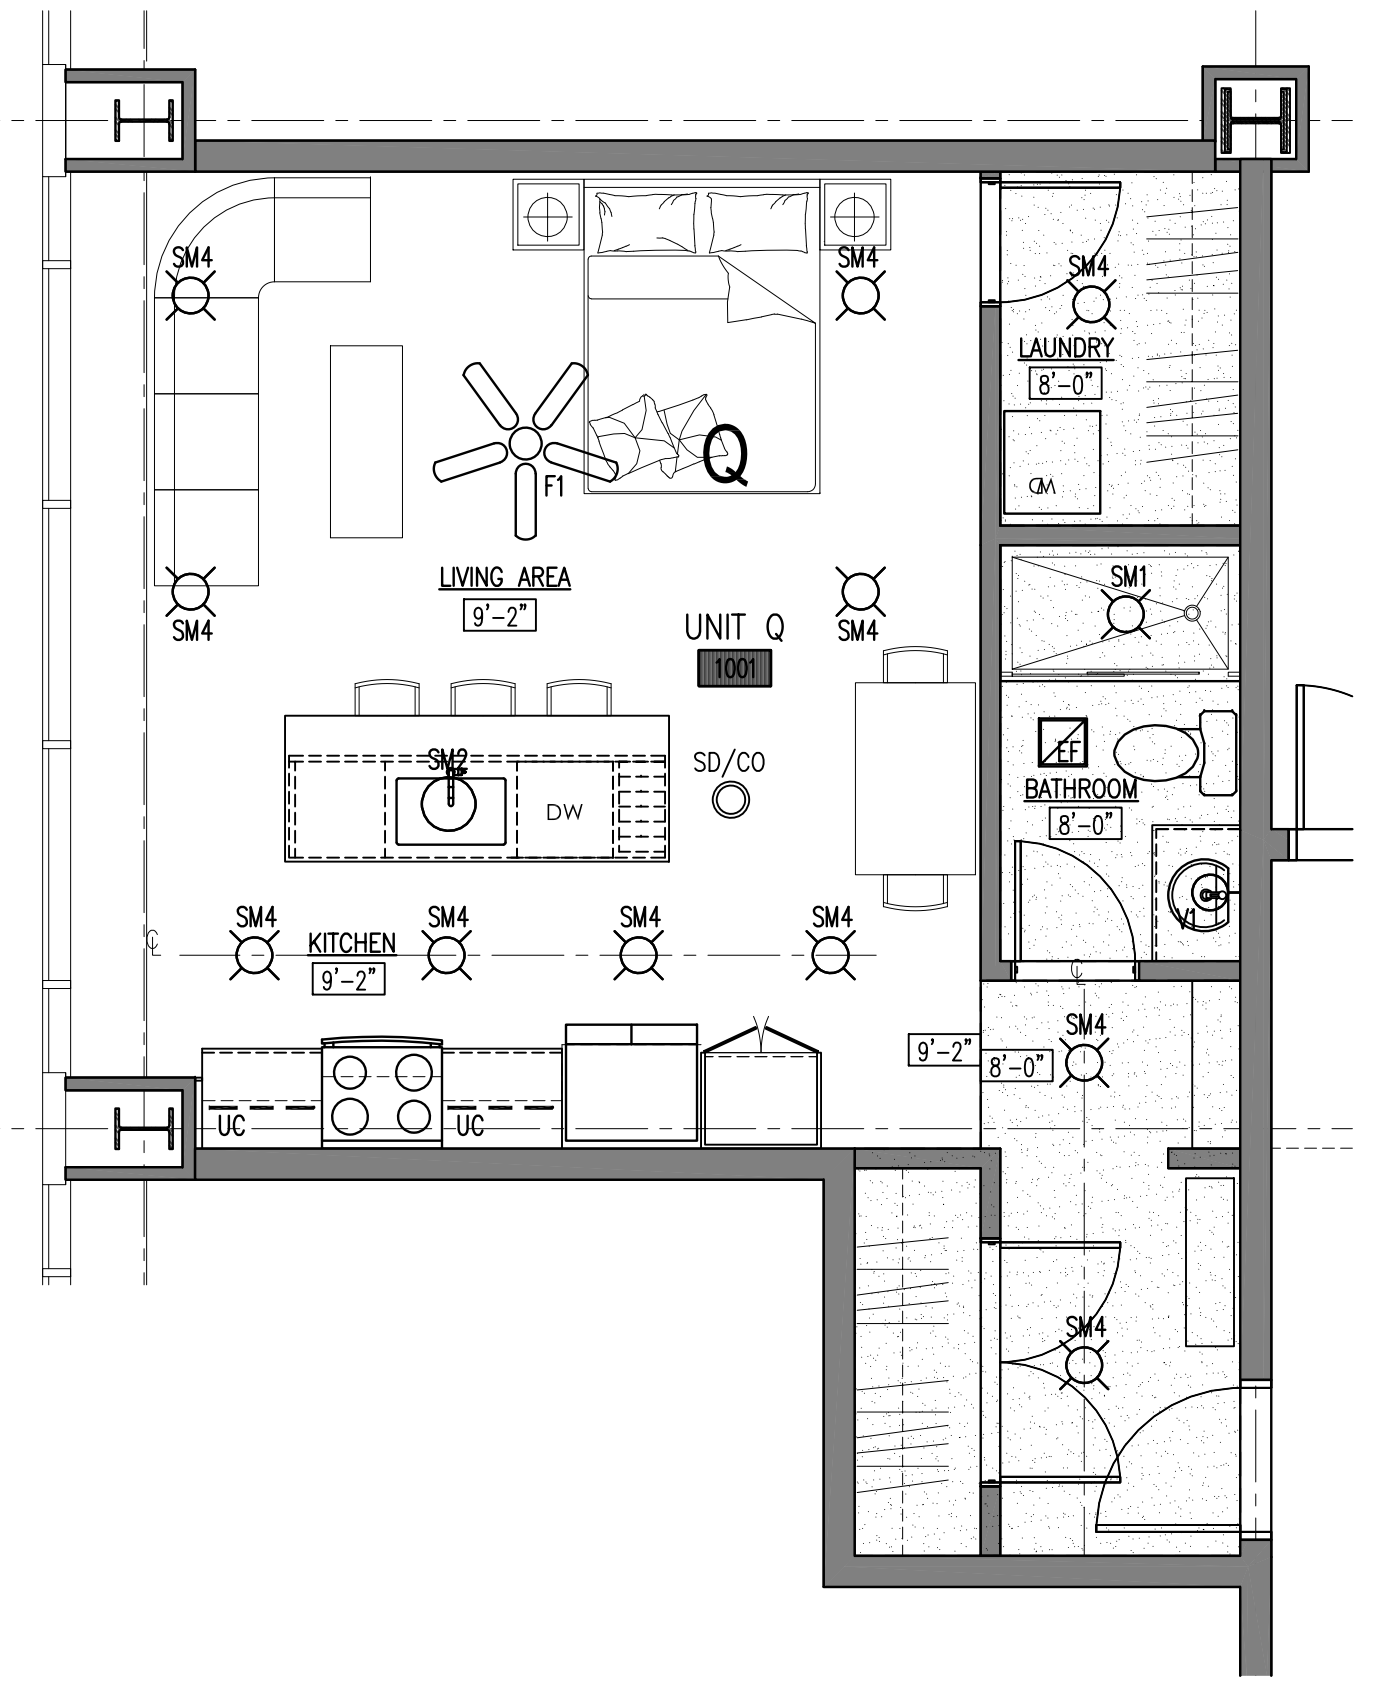 SM4
SM4
SM4
LAUNDRY
8'-0"
Q
F1
LIVING AREA
9'-2"
SM4
SM4
SM1
UNIT Q
1001
SM2
SD/CO
EF
BATHROOM
8'-0"
DW
V1
SM4
SM4
SM4
SM4
KITCHEN
9'-2"
SM4
9'-2"
8'-0"
UC
UC
SM4